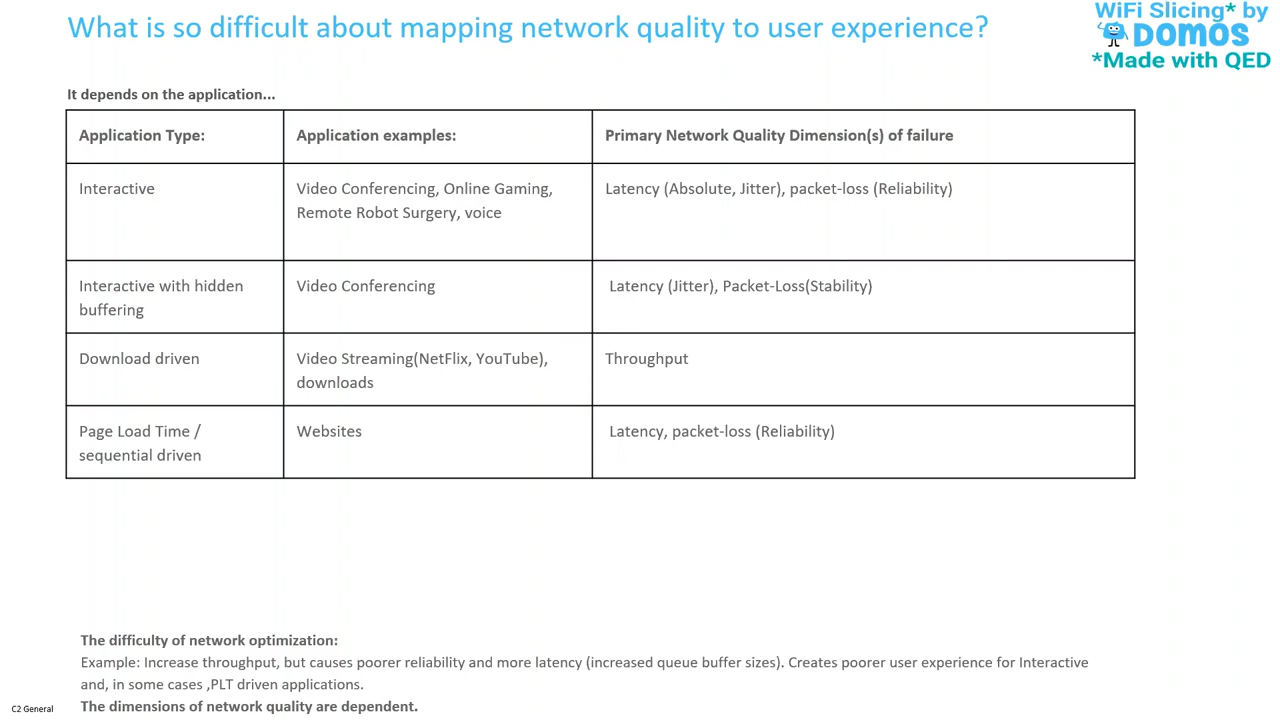 What is so difficult about mapping network quality to user experience?
WiFi Slicing* by
DOMOS
*Made with QED
It depends on the application...
Application Type:
Application examples:
Primary Network Quality Dimension(s) of failure
Interactive
Video Conferencing, Online Gaming,
Remote Robot Surgery, voice
Latency (Absolute, Jitter), packet-loss (Reliability)
Interactive with hidden
buffering
Video Conferencing
Latency (Jitter), Packet-Loss(Stability)
Download driven
Video Streaming(NetFlix, YouTube),
downloads
Throughput
Page Load Time /
sequential driven
Websites
Latency, packet-loss (Reliability)
The difficulty of network optimization:
Example: Increase throughput, but causes poorer reliability and more latency (increased queue buffer sizes). Creates poorer user experience for Interactive
and, in some cases ,PLT driven applications.
The dimensions of network quality are dependent.
C2 General